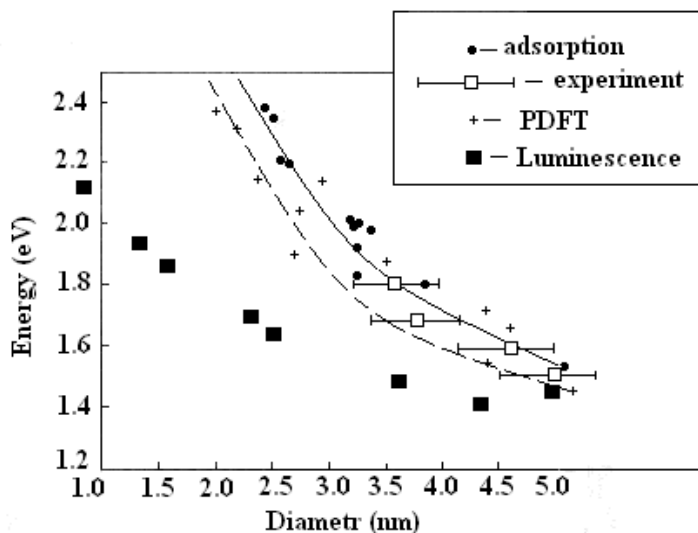 ●— adsorption
— experiment
+ — PDFT
■ — Luminescence
2.4
2.2
2.0
1.8
1.6
1.4
1.2
Energy (eV)
1.0 1.5 2.0 2.5 3.0 3.5 4.0 4.5 5.0
Diametr (nm)